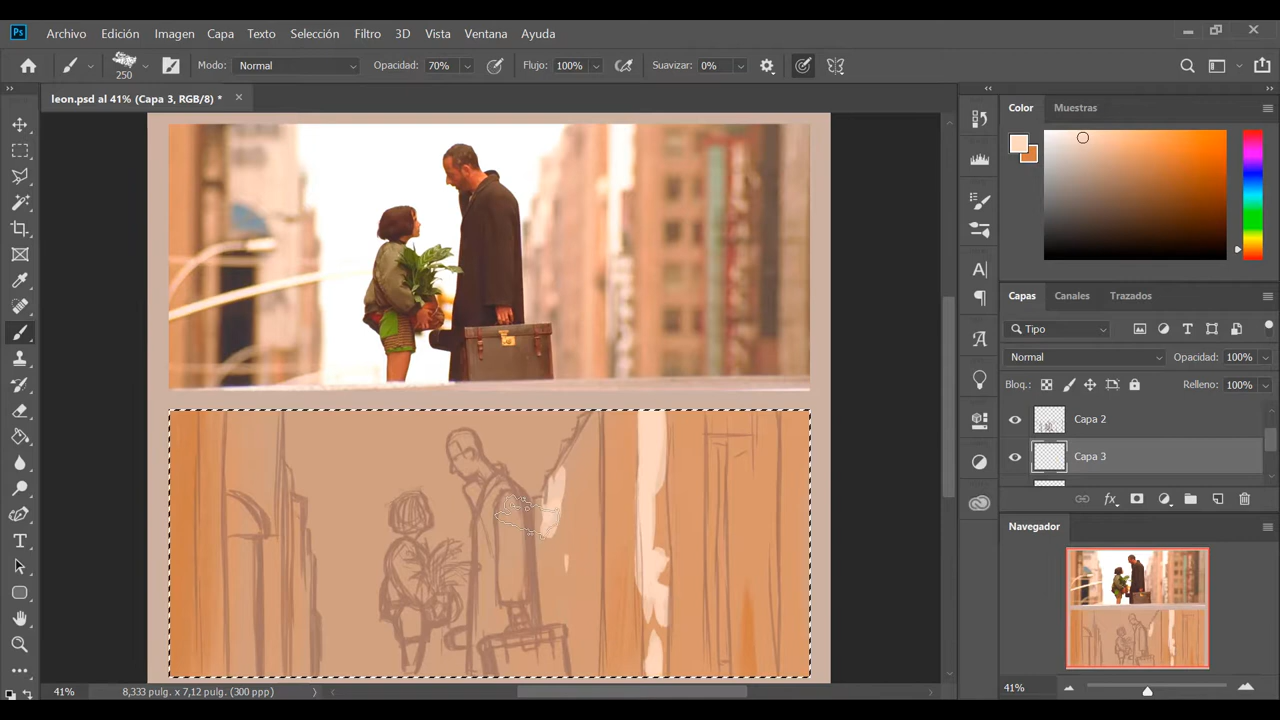 Ps Archivo Edición Imagen Capa Texto Selección Filtro 3D Vista Ventana Ayuda
250 Modo: Normal Opacidad: 70% Flujo: 100% Suavizar: 0%
leon.psd al 41% (Capa 3, RGB/8) *
Color Muestras
Capas Canales Trazados
Tipo
Normal Opacidad: 100%
Bloq.: Relleno: 100%
Capa 2
Capa 3
fx
Navegador
41%
41% 8,333 pulg. x 7,12 pulg. (300 ppp)